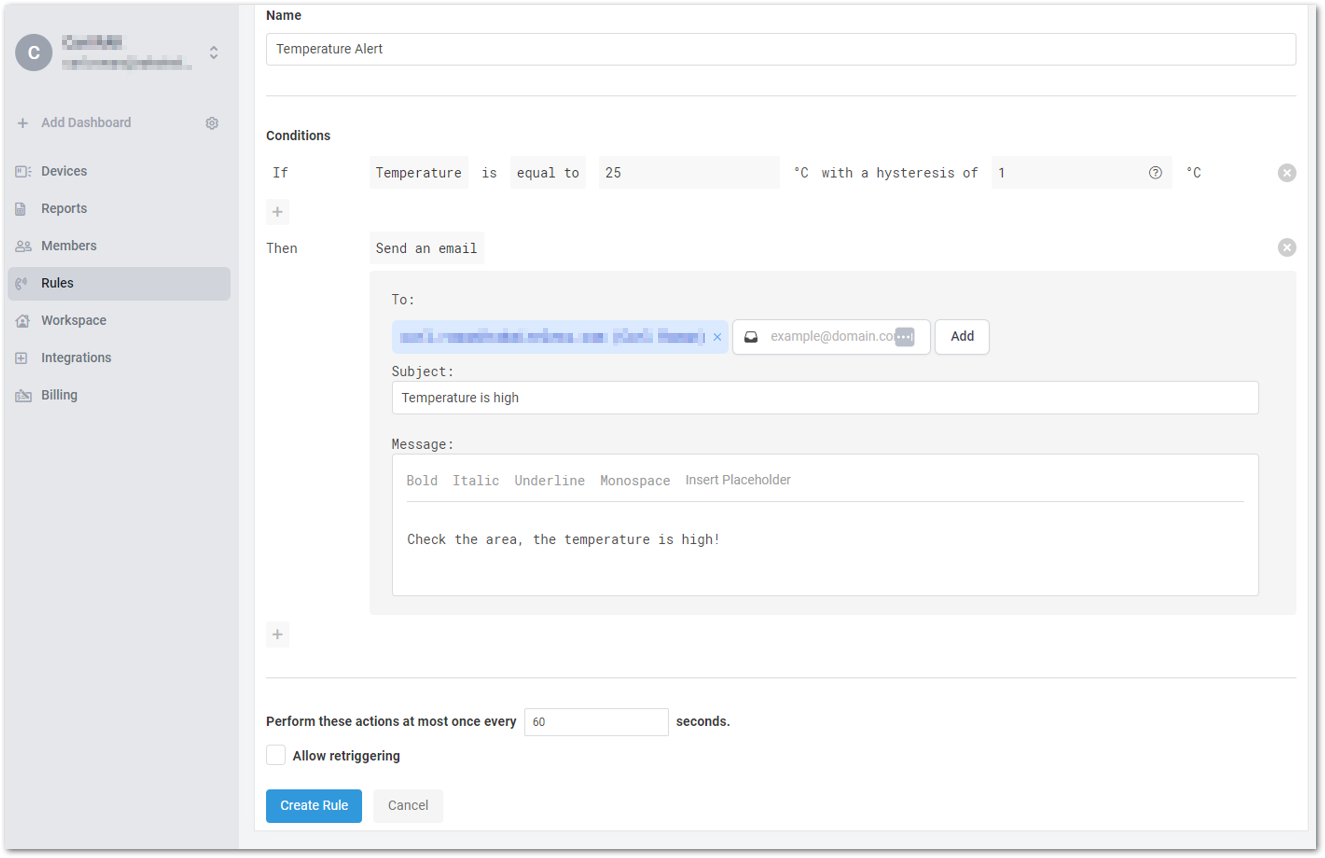 Name
Temperature Alert
C
Add Dashboard
Devices
Reports
Members
Rules
Workspace
Integrations
Billing
Conditions
If Temperature is equal to 25 °C with a hysteresis of 1 ? °C
+
Then Send an email
To:
× example@domain.co Add
Subject:
Temperature is high
Message:
Bold Italic Underline Monospace Insert Placeholder
Check the area, the temperature is high!
+
Perform these actions at most once every 60 seconds.
Allow retriggering
Create Rule Cancel